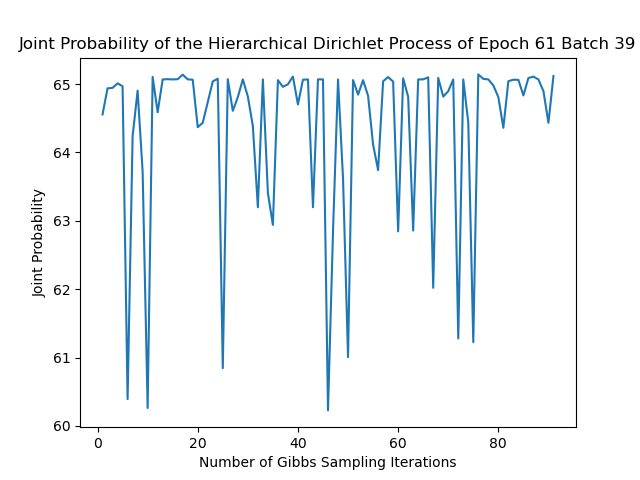 Joint Probability of the Hierarchical Dirichlet Process of Epoch 61 Batch 39
65
64
63
62
61
60
Joint Probability
0 20 40 60 80
Number of Gibbs Sampling Iterations